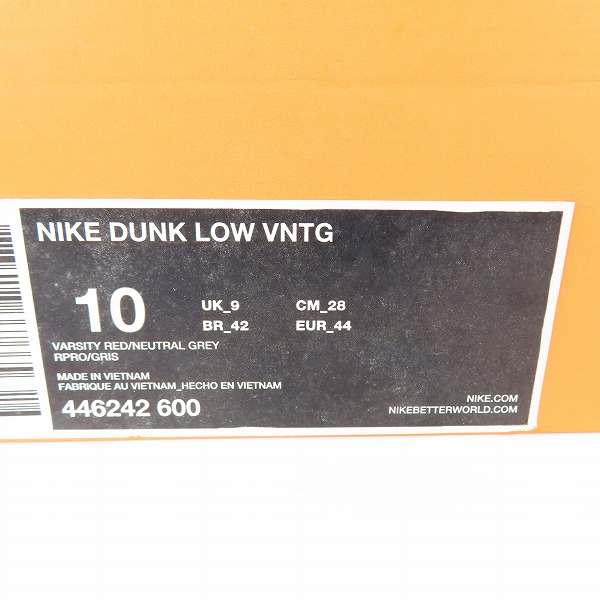 NIKE DUNK LOW VNTG
10
UK_9 CM_28
BR_42 EUR_44
VARSITY RED/NEUTRAL GREY
RPRO/GRIS
MADE IN VIETNAM
FABRIQUE AU VIETNAM_HECHO EN VIETNAM
446242 600
NIKE.COM
NIKEBETTERWORLD.COM